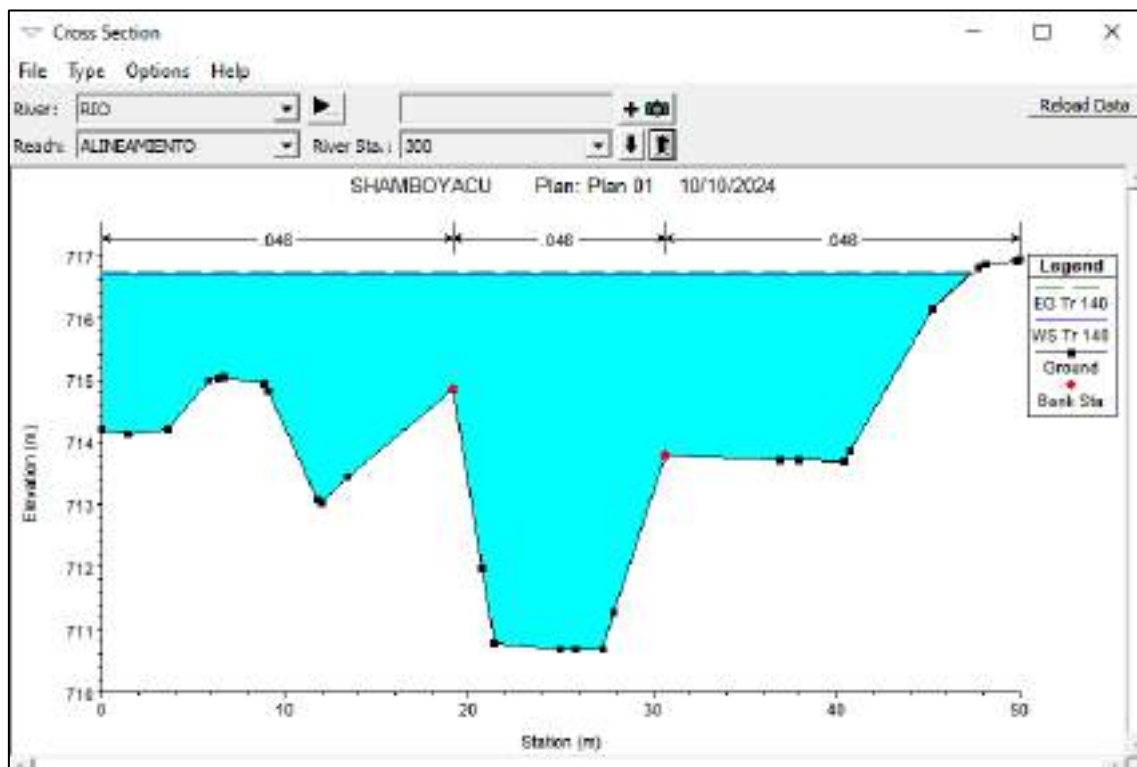 Cross Section
File Type Options Help
River: RIO
Reload Data
Reach: ALINEAMIENTO River Sta.: 300
SHAMBOYACU Plan: Plan 01 10/10/2024
.048 .048 .048
Legend
EG Tr 140
WS Tr 140
Ground
Bank Sta
717
716
715
714
713
712
711
710
Elevation (m)
0 10 20 30 40 50
Station (m)